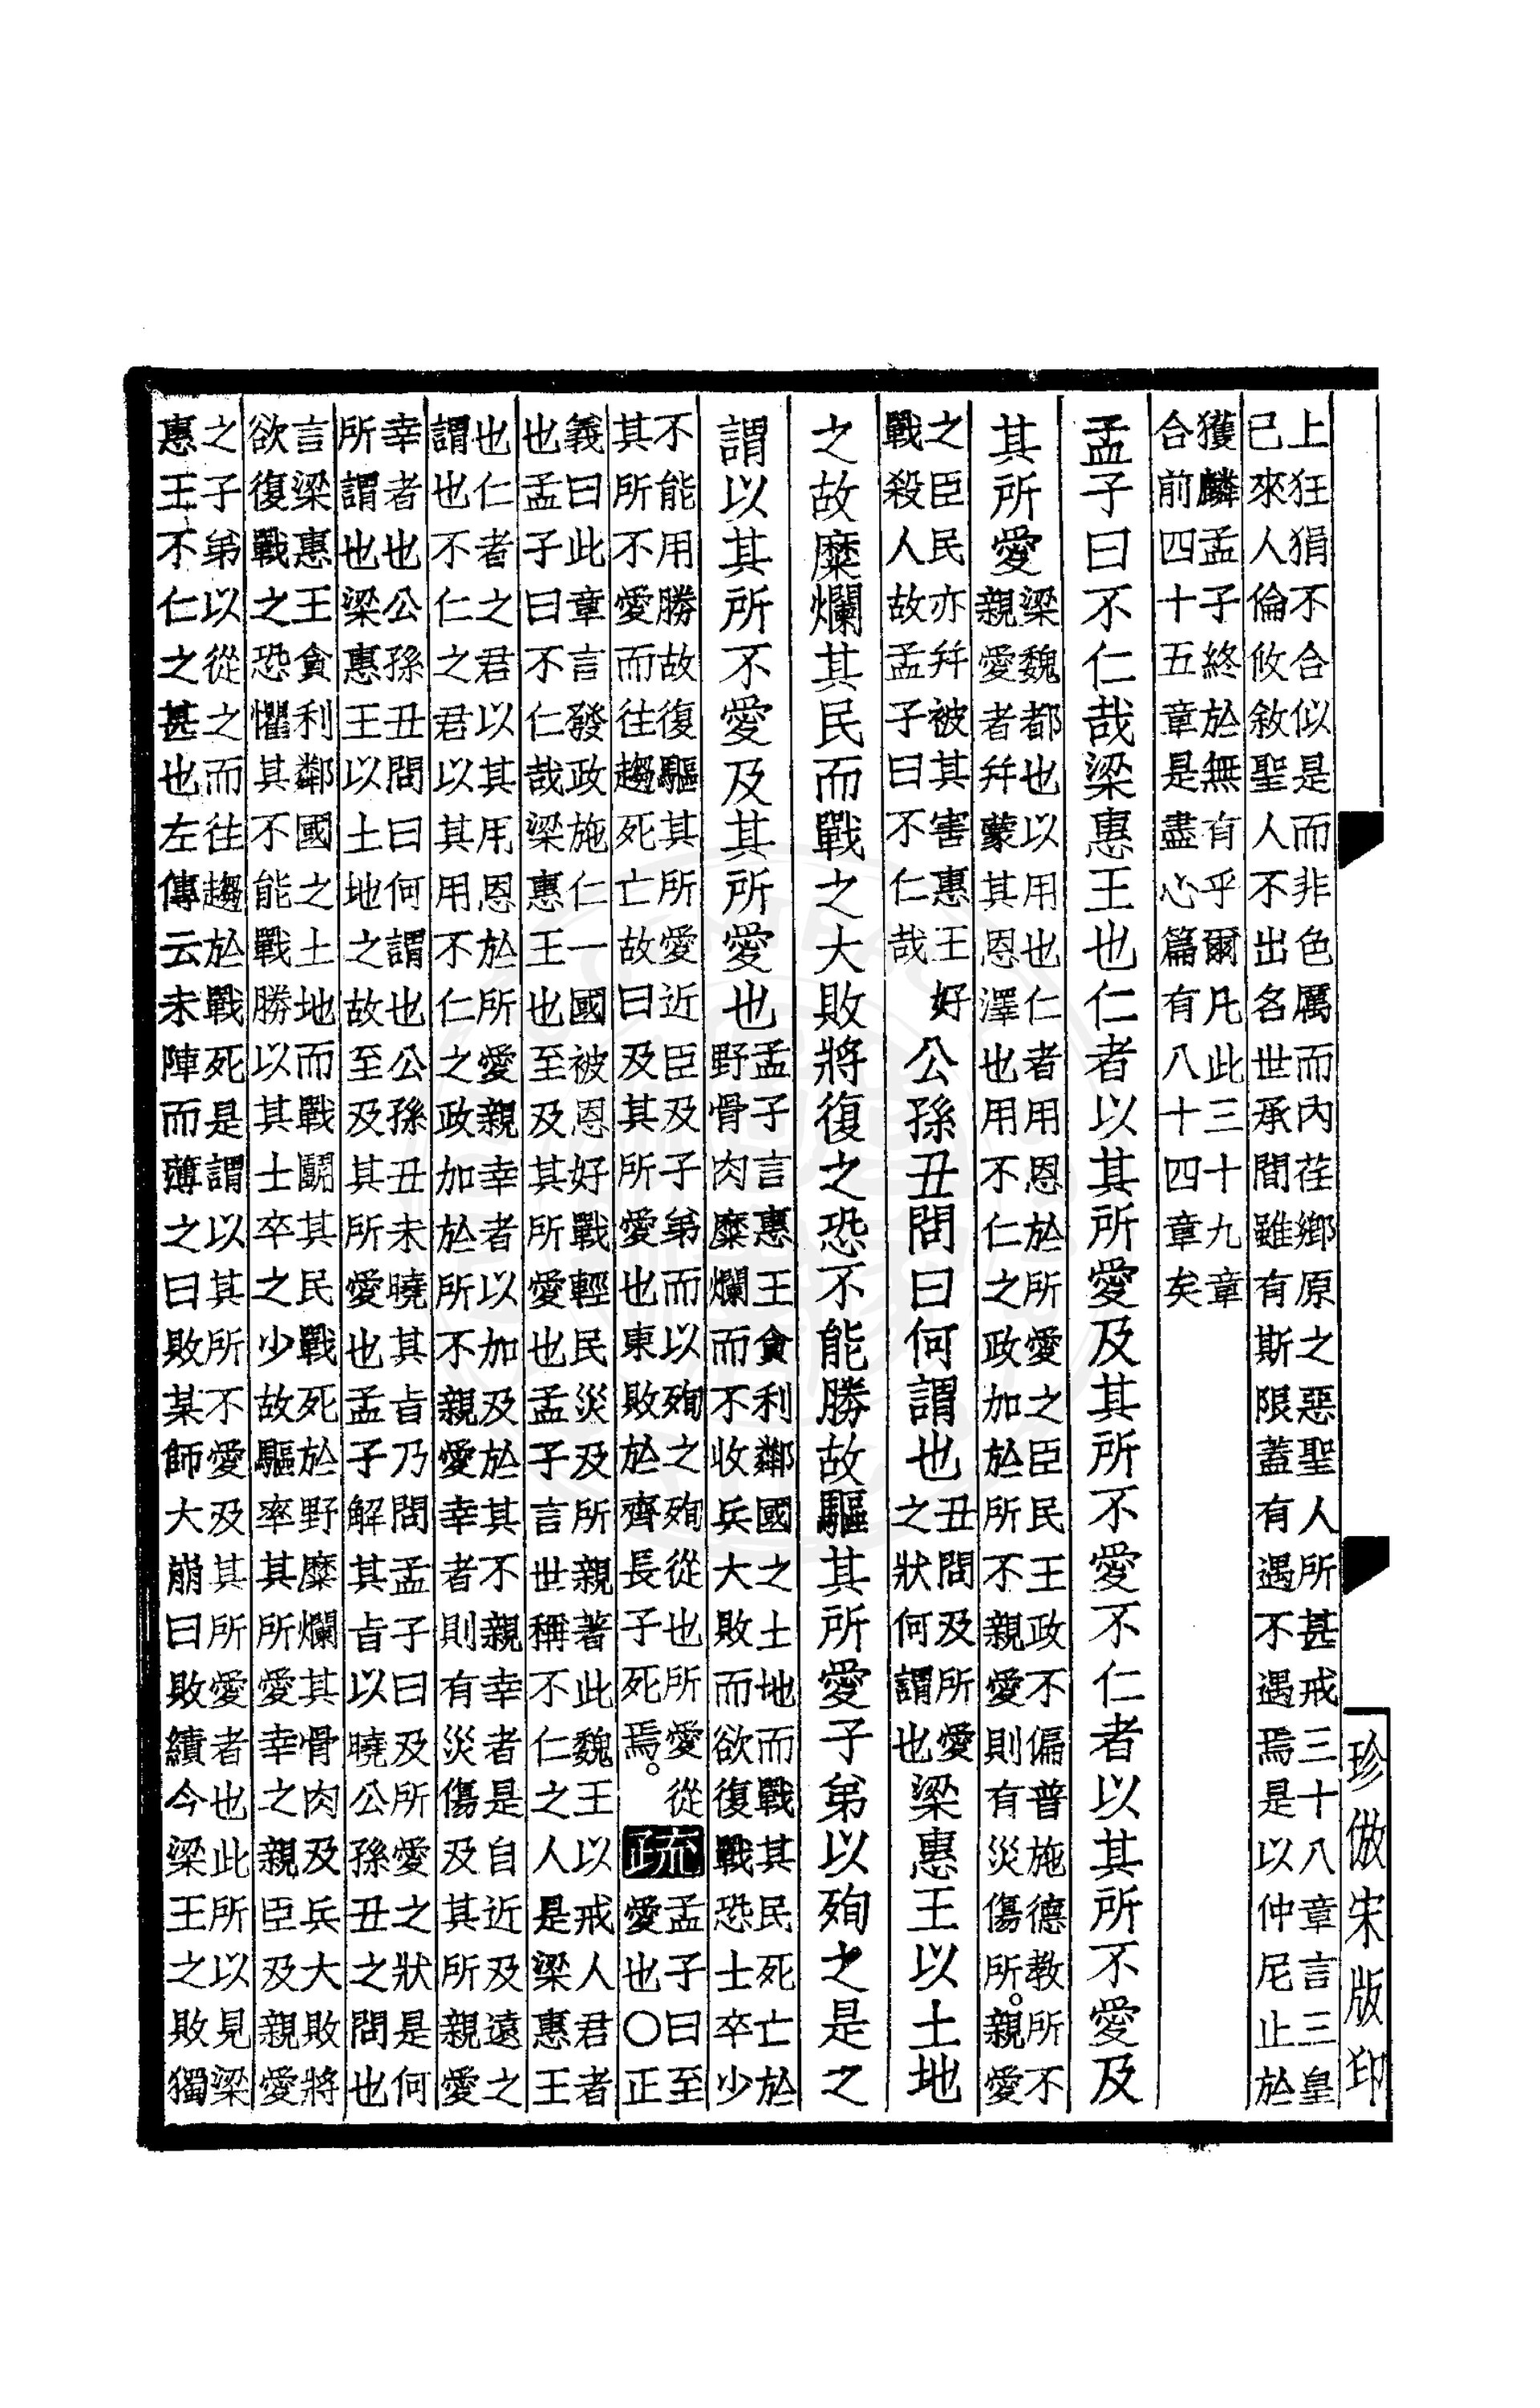 上狂狷不合似是而非色厲而內荏鄉原之惡聖人所甚戒三十八章言三皇
已來人倫攸敘聖人不出名世承間雖有斯限蓋有遇不遇焉是以仲尼止於
獲麟孟子終於無有乎爾凡此三十九章
合前四十五章是盡心篇有八十四章矣
孟子曰不仁哉梁惠王也仁者以其所愛及其所不愛不仁者以其所不愛及
其所愛
梁魏都也以用也仁者用恩於所愛之臣民王政不偏普施德教所不
親愛者幷蒙其恩澤也用不仁之政加於所不親愛則有災傷所。親愛
之臣民亦幷被其害惠王好
戰殺人故孟子曰不仁哉
公孫丑問曰何謂也
丑問及所愛
之狀何謂也
梁惠王以土地
之故糜爛其民而戰之大敗將復之恐不能勝故驅其所愛子弟以殉之是之
謂以其所不愛及其所愛也
孟子言惠王貪利鄰國之土地而戰其民死亡於
野骨肉糜爛而不收兵大敗而欲復戰恐士卒少
不能用勝故復驅其所愛近臣及子弟而以殉之殉從也所愛從
其所不愛而往趨死亡故曰及其所愛也東敗於齊長子死焉。
疏
孟子曰至
愛也○正
義曰此章言發政施仁一國被恩好戰輕民災及所親著此魏王以戒人君者
也孟子曰不仁哉梁惠王也至及其所愛也孟子言世稱不仁之人是梁惠王
也仁者之君以其用恩於所愛親幸者以加及於其不親幸者是自近及遠之
謂也不仁之君以其用不仁之政加於所不親愛幸者則有災傷及其所親愛
幸者也公孫丑問曰何謂也公孫丑未曉其旨乃問孟子曰及所愛之狀是何
所謂也梁惠王以土地之故至及其所愛也孟子解其旨以曉公孫丑之問也
言梁惠王貪利鄰國之土地而戰鬭其民戰死於野糜爛其骨肉及兵大敗將
欲復戰之恐懼其不能戰勝以其士卒之少故驅率其所愛幸之親臣及親愛
之子弟以從之而往趨於戰死是謂以其所不愛及其所愛者也此所以見梁
惠王不仁之甚也左傳云未陣而薄之曰敗某師大崩曰敗績今梁王之敗獨
珍倣宋版印